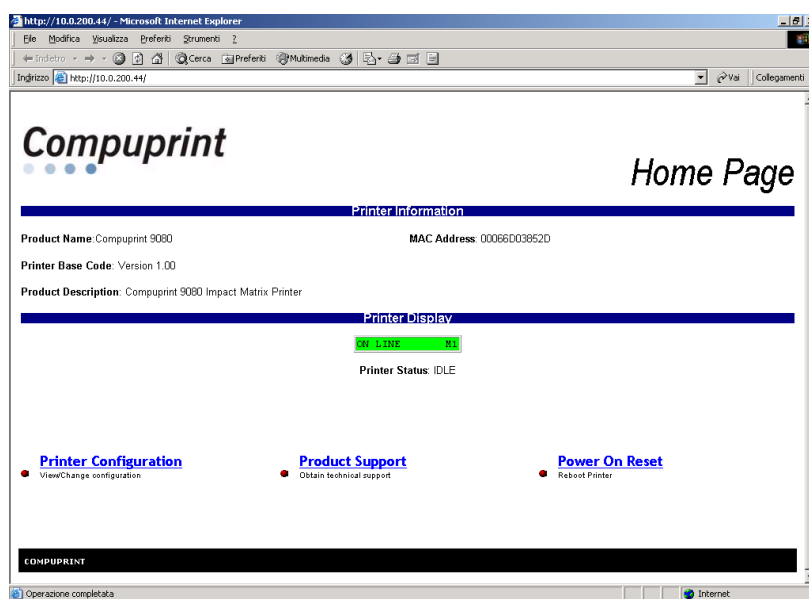 http://10.0.200.44/ - Microsoft Internet Explorer
File Modifica Visualizza Preferiti Strumenti ?
Indietro Cerca Preferiti Multimedia
Indirizzo http://10.0.200.44/ Vai Collegamenti
Compuprint
Home Page
Printer Information
Product Name:Compuprint 9080 MAC Address: 00066D03852D
Printer Base Code: Version 1.00
Product Description: Compuprint 9080 Impact Matrix Printer
Printer Display
ON LINE M1
Printer Status: IDLE
Printer Configuration Product Support Power On Reset
View/Change configuration Obtain technical support Reboot Printer
COMPUPRINT
Operazione completata Internet